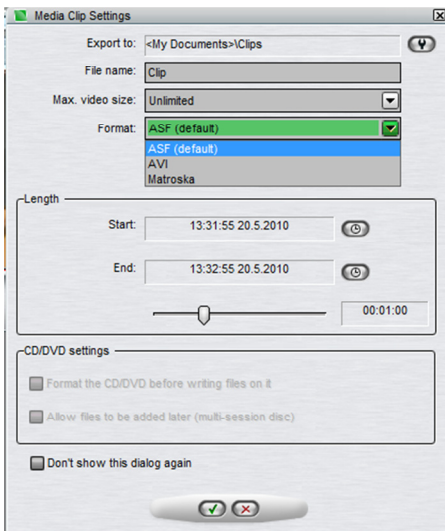 Media Clip Settings
Export to: <My Documents>\Clips
File name: Clip
Max. video size: Unlimited
Format: ASF (default)
ASF (default)
AVI
Matroska
Length
Start: 13:31:55 20.5.2010
End: 13:32:55 20.5.2010
00:01:00
CD/DVD settings
Format the CD/DVD before writing files on it
Allow files to be added later (multi-session disc)
Don't show this dialog again